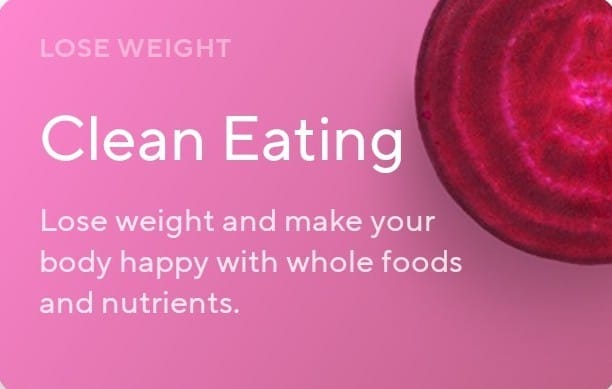 LOSE WEIGHT
Clean Eating
Lose weight and make your
body happy with whole foods
and nutrients.